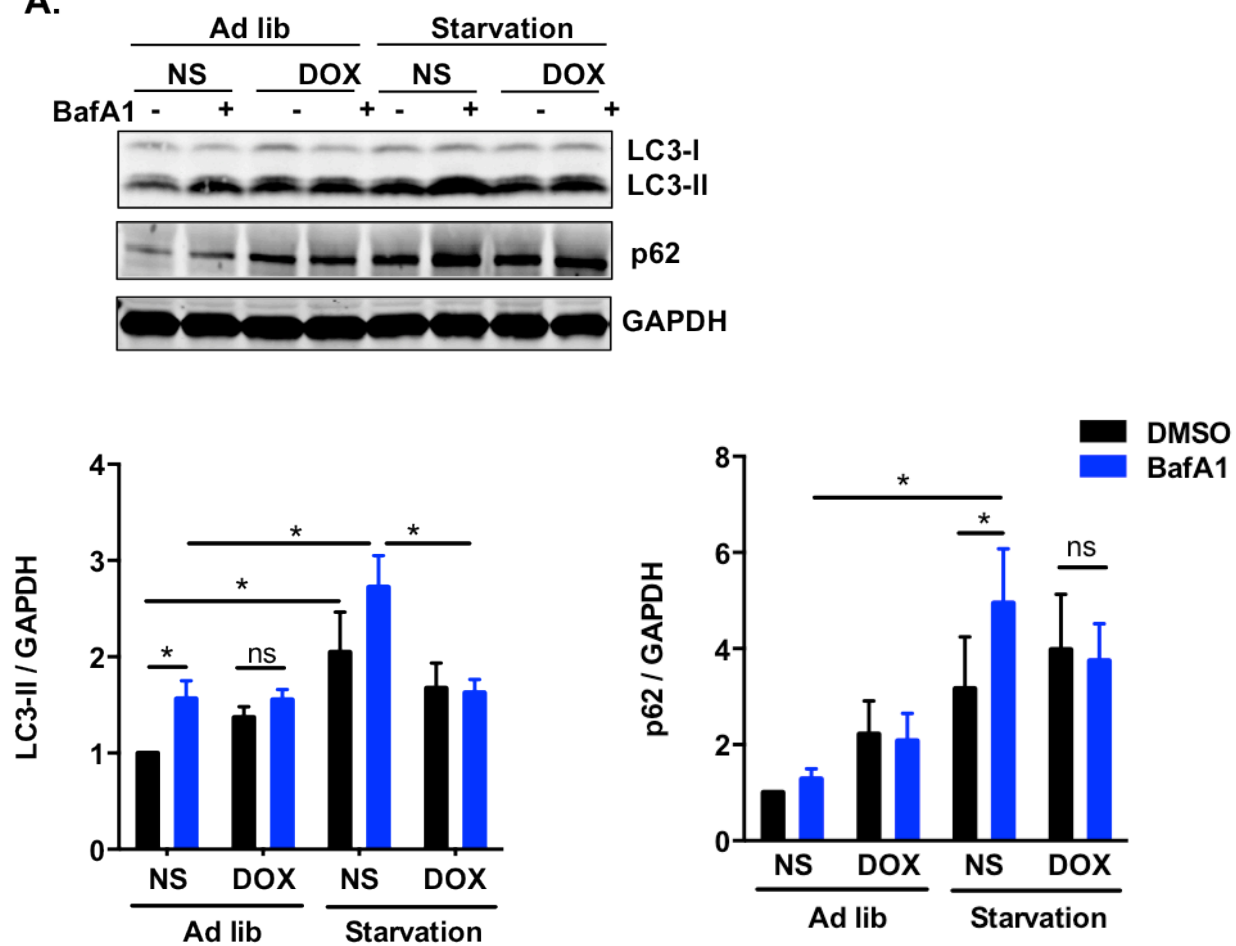 A.
Ad lib Starvation
NS DOX NS DOX
BafA1 - + - + - + - +
LC3-I
LC3-II
p62
GAPDH
DMSO
BafA1
LC3-II / GAPDH
4
3
2
1
0
* * * * ns
NS DOX NS DOX
Ad lib Starvation
p62 / GAPDH
8
6
4
2
0
* * ns
NS DOX NS DOX
Ad lib Starvation